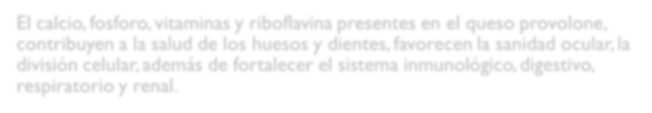 El calcio, fosforo, vitaminas y riboflavina presentes en el queso provolone,
contribuyen a la salud de los huesos y dientes, favorecen la sanidad ocular, la
división celular, además de fortalecer el sistema inmunológico, digestivo,
respiratorio y renal.